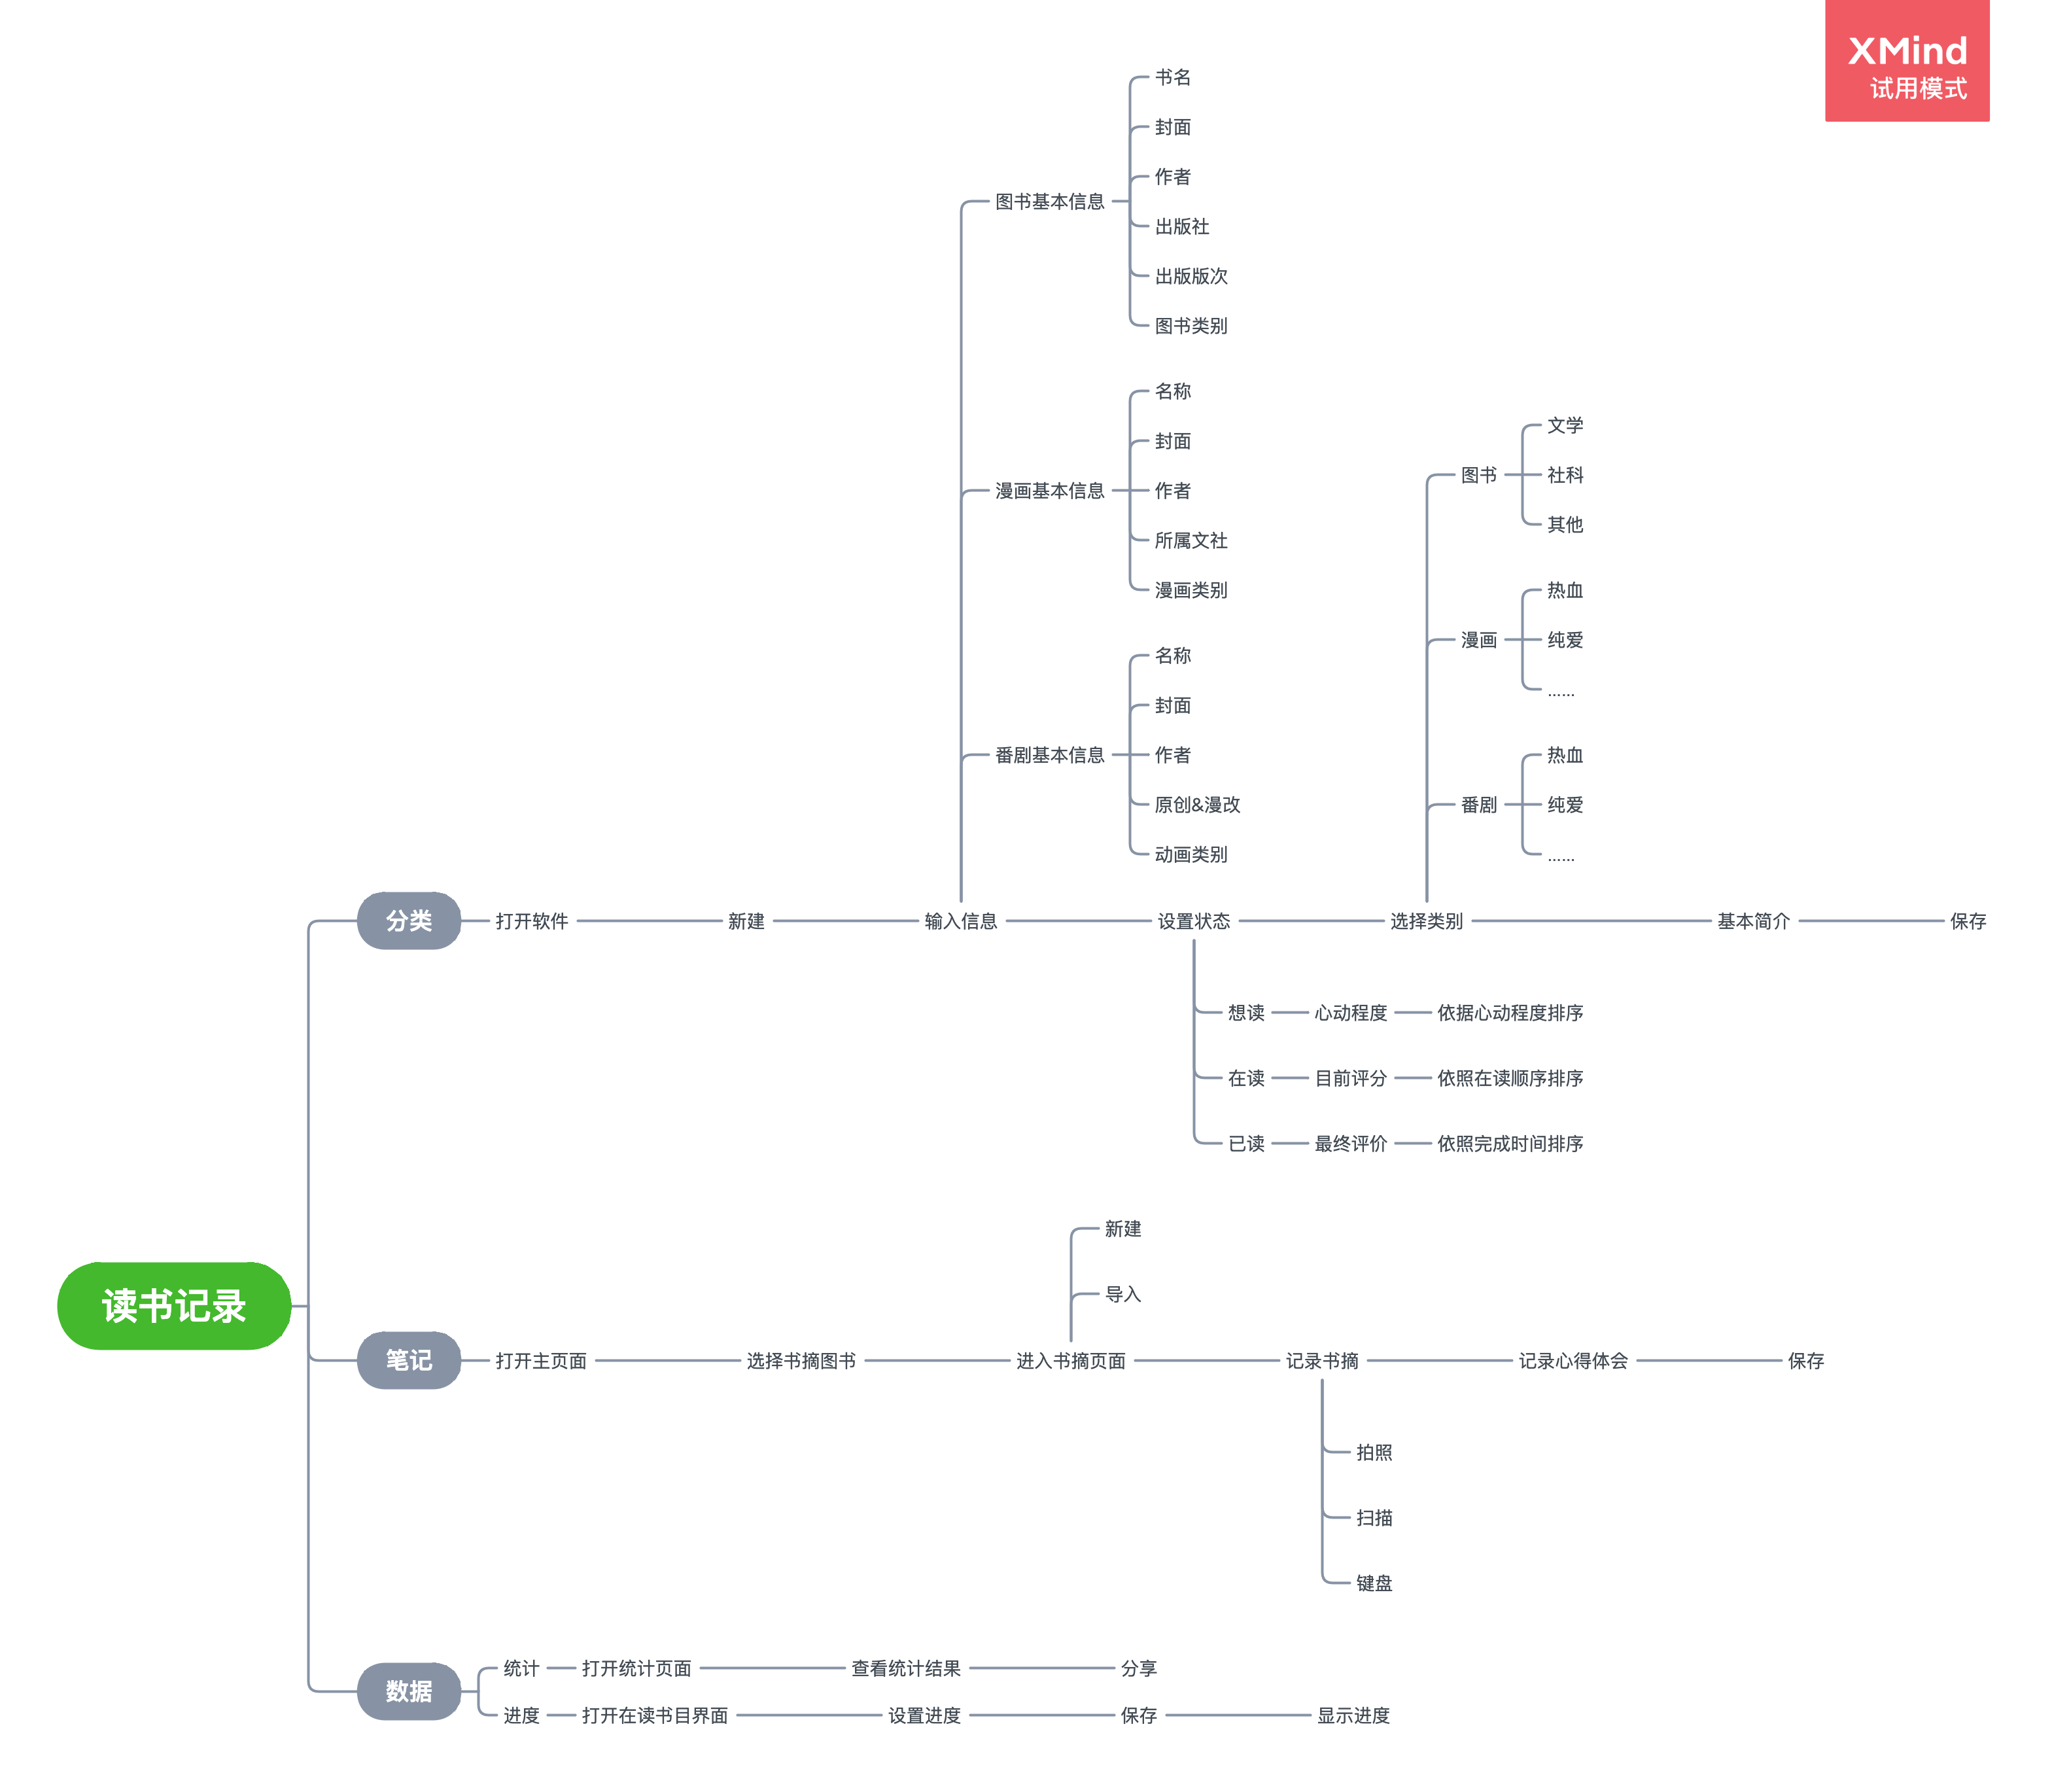 XMind
试用模式
读书记录
分类
打开软件
新建
输入信息
图书基本信息
书名
封面
作者
出版社
出版版次
图书类别
漫画基本信息
名称
封面
作者
所属文社
漫画类别
番剧基本信息
名称
封面
作者
原创&漫改
动画类别
设置状态
想读
心动程度
依据心动程度排序
在读
目前评分
依照在读顺序排序
已读
最终评价
依照完成时间排序
选择类别
图书
文学
社科
其他
漫画
热血
纯爱
……
番剧
热血
纯爱
……
基本简介
保存
笔记
打开主页面
选择书摘图书
进入书摘页面
新建
导入
记录书摘
拍照
扫描
键盘
记录心得体会
保存
数据
统计
打开统计页面
查看统计结果
分享
进度
打开在读书目界面
设置进度
保存
显示进度